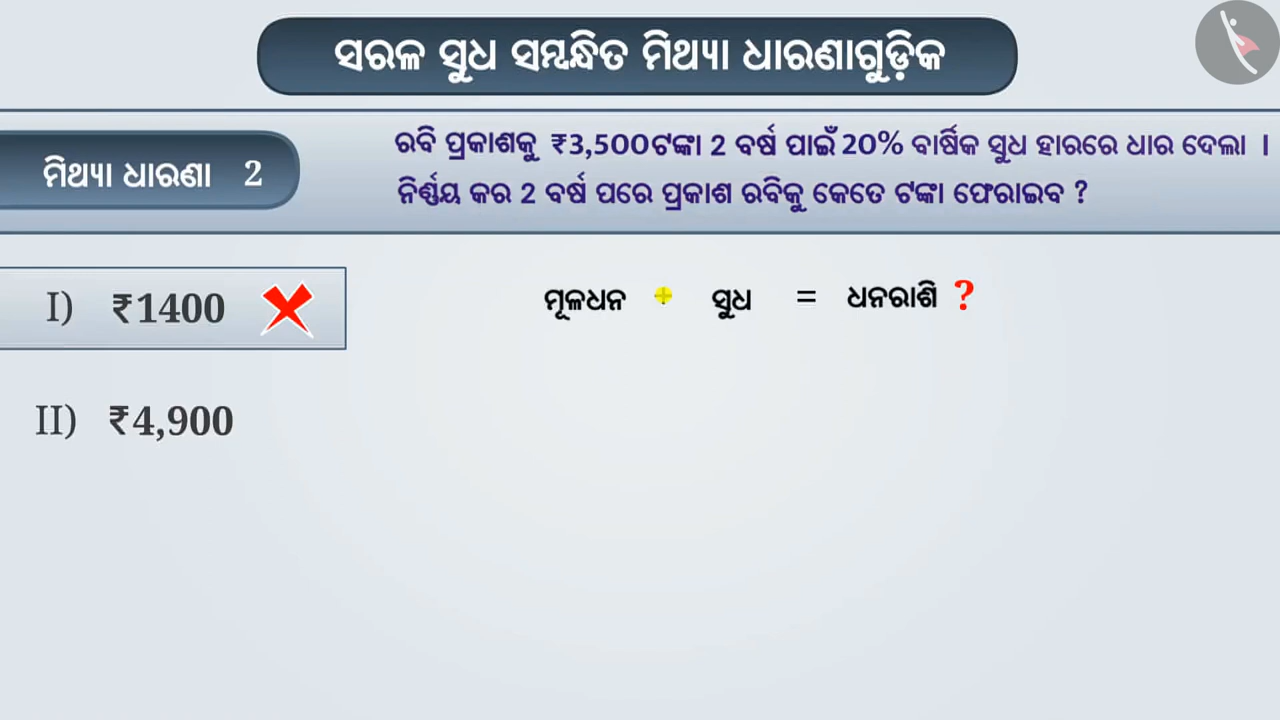 ସରଳ ସୁଧ ସମ୍ବନ୍ଧିତ ମିଥ୍ୟା ଧାରଣାଗୁଡ଼ିକ
ମିଥ୍ୟା ଧାରଣା 2
ରବି ପ୍ରକାଶକୁ ₹3,500ଟଙ୍କା 2 ବର୍ଷ ପାଇଁ 20% ବାର୍ଷିକ ସୁଧ ହାରରେ ଧାର ଦେଲା ।
ନିର୍ଣ୍ଣୟ କର 2 ବର୍ଷ ପରେ ପ୍ରକାଶ ରବିକୁ କେତେ ଟଙ୍କା ଫେରାଇବ ?
I) ₹1400
ମୂଳଧନ + ସୁଧ = ଧନରାଶି ?
II) ₹4,900